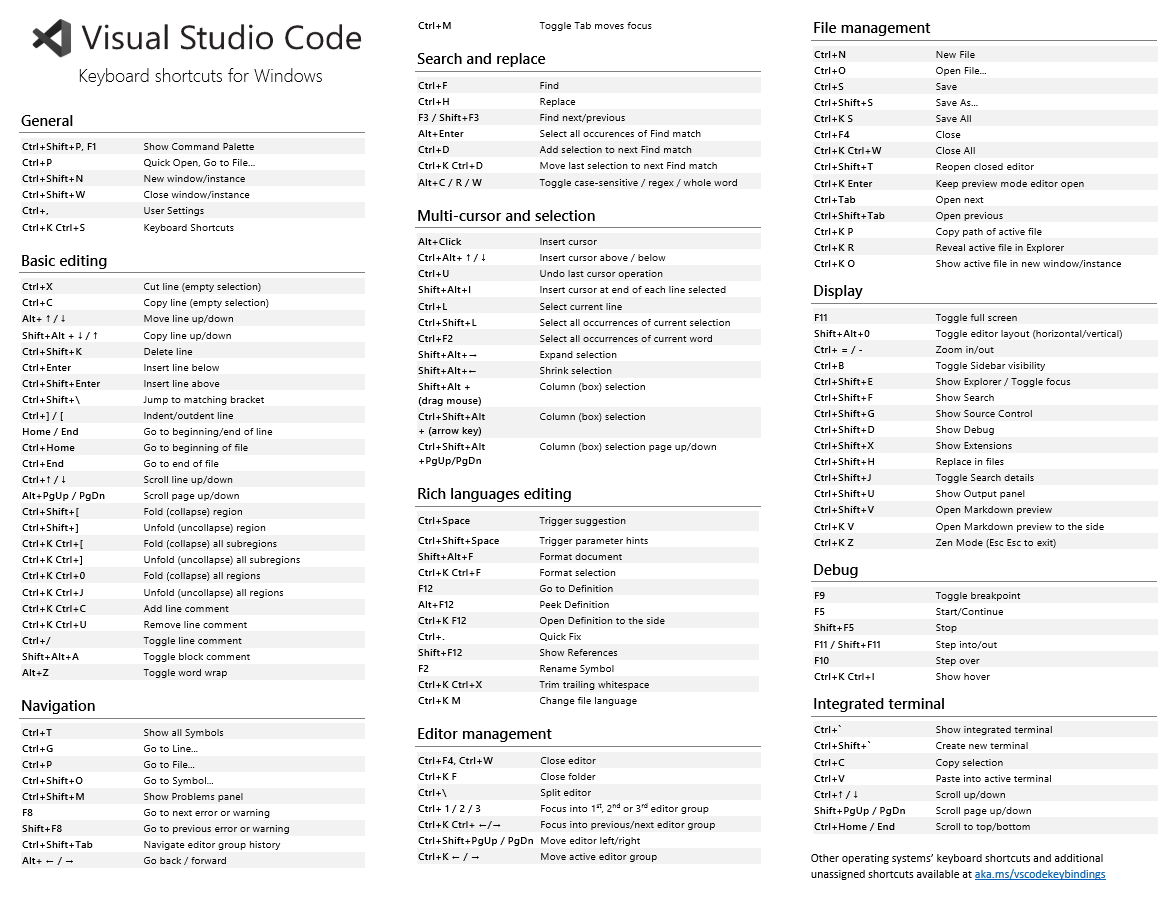 Visual Studio Code
Keyboard shortcuts for Windows
General
Ctrl+Shift+P, F1 Show Command Palette
Ctrl+P Quick Open, Go to File...
Ctrl+Shift+N New window/instance
Ctrl+Shift+W Close window/instance
Ctrl+, User Settings
Ctrl+K Ctrl+S Keyboard Shortcuts
Basic editing
Ctrl+X Cut line (empty selection)
Ctrl+C Copy line (empty selection)
Alt+ ↑ / ↓ Move line up/down
Shift+Alt + ↓ / ↑ Copy line up/down
Ctrl+Shift+K Delete line
Ctrl+Enter Insert line below
Ctrl+Shift+Enter Insert line above
Ctrl+Shift+\ Jump to matching bracket
Ctrl+] / [ Indent/outdent line
Home / End Go to beginning/end of line
Ctrl+Home Go to beginning of file
Ctrl+End Go to end of file
Ctrl+↑ / ↓ Scroll line up/down
Alt+PgUp / PgDn Scroll page up/down
Ctrl+Shift+[ Fold (collapse) region
Ctrl+Shift+] Unfold (uncollapse) region
Ctrl+K Ctrl+[ Fold (collapse) all subregions
Ctrl+K Ctrl+] Unfold (uncollapse) all subregions
Ctrl+K Ctrl+0 Fold (collapse) all regions
Ctrl+K Ctrl+J Unfold (uncollapse) all regions
Ctrl+K Ctrl+C Add line comment
Ctrl+K Ctrl+U Remove line comment
Ctrl+/ Toggle line comment
Shift+Alt+A Toggle block comment
Alt+Z Toggle word wrap
Navigation
Ctrl+T Show all Symbols
Ctrl+G Go to Line...
Ctrl+P Go to File...
Ctrl+Shift+O Go to Symbol...
Ctrl+Shift+M Show Problems panel
F8 Go to next error or warning
Shift+F8 Go to previous error or warning
Ctrl+Shift+Tab Navigate editor group history
Alt+ ← / → Go back / forward
Ctrl+M Toggle Tab moves focus
Search and replace
Ctrl+F Find
Ctrl+H Replace
F3 / Shift+F3 Find next/previous
Alt+Enter Select all occurences of Find match
Ctrl+D Add selection to next Find match
Ctrl+K Ctrl+D Move last selection to next Find match
Alt+C / R / W Toggle case-sensitive / regex / whole word
Multi-cursor and selection
Alt+Click Insert cursor
Ctrl+Alt+ ↑ / ↓ Insert cursor above / below
Ctrl+U Undo last cursor operation
Shift+Alt+I Insert cursor at end of each line selected
Ctrl+L Select current line
Ctrl+Shift+L Select all occurrences of current selection
Ctrl+F2 Select all occurrences of current word
Shift+Alt+→ Expand selection
Shift+Alt+← Shrink selection
Shift+Alt + Column (box) selection
(drag mouse)
Ctrl+Shift+Alt Column (box) selection
+ (arrow key)
Ctrl+Shift+Alt Column (box) selection page up/down
+PgUp/PgDn
Rich languages editing
Ctrl+Space Trigger suggestion
Ctrl+Shift+Space Trigger parameter hints
Shift+Alt+F Format document
Ctrl+K Ctrl+F Format selection
F12 Go to Definition
Alt+F12 Peek Definition
Ctrl+K F12 Open Definition to the side
Ctrl+. Quick Fix
Shift+F12 Show References
F2 Rename Symbol
Ctrl+K Ctrl+X Trim trailing whitespace
Ctrl+K M Change file language
Editor management
Ctrl+F4, Ctrl+W Close editor
Ctrl+K F Close folder
Ctrl+\ Split editor
Ctrl+ 1 / 2 / 3 Focus into 1st, 2nd or 3rd editor group
Ctrl+K Ctrl+ ←/→ Focus into previous/next editor group
Ctrl+Shift+PgUp / PgDn Move editor left/right
Ctrl+K ← / → Move active editor group
File management
Ctrl+N New File
Ctrl+O Open File...
Ctrl+S Save
Ctrl+Shift+S Save As...
Ctrl+K S Save All
Ctrl+F4 Close
Ctrl+K Ctrl+W Close All
Ctrl+Shift+T Reopen closed editor
Ctrl+K Enter Keep preview mode editor open
Ctrl+Tab Open next
Ctrl+Shift+Tab Open previous
Ctrl+K P Copy path of active file
Ctrl+K R Reveal active file in Explorer
Ctrl+K O Show active file in new window/instance
Display
F11 Toggle full screen
Shift+Alt+0 Toggle editor layout (horizontal/vertical)
Ctrl+ = / - Zoom in/out
Ctrl+B Toggle Sidebar visibility
Ctrl+Shift+E Show Explorer / Toggle focus
Ctrl+Shift+F Show Search
Ctrl+Shift+G Show Source Control
Ctrl+Shift+D Show Debug
Ctrl+Shift+X Show Extensions
Ctrl+Shift+H Replace in files
Ctrl+Shift+J Toggle Search details
Ctrl+Shift+U Show Output panel
Ctrl+Shift+V Open Markdown preview
Ctrl+K V Open Markdown preview to the side
Ctrl+K Z Zen Mode (Esc Esc to exit)
Debug
F9 Toggle breakpoint
F5 Start/Continue
Shift+F5 Stop
F11 / Shift+F11 Step into/out
F10 Step over
Ctrl+K Ctrl+I Show hover
Integrated terminal
Ctrl+` Show integrated terminal
Ctrl+Shift+` Create new terminal
Ctrl+C Copy selection
Ctrl+V Paste into active terminal
Ctrl+↑ / ↓ Scroll up/down
Shift+PgUp / PgDn Scroll page up/down
Ctrl+Home / End Scroll to top/bottom
Other operating systems’ keyboard shortcuts and additional
unassigned shortcuts available at aka.ms/vscodekeybindings